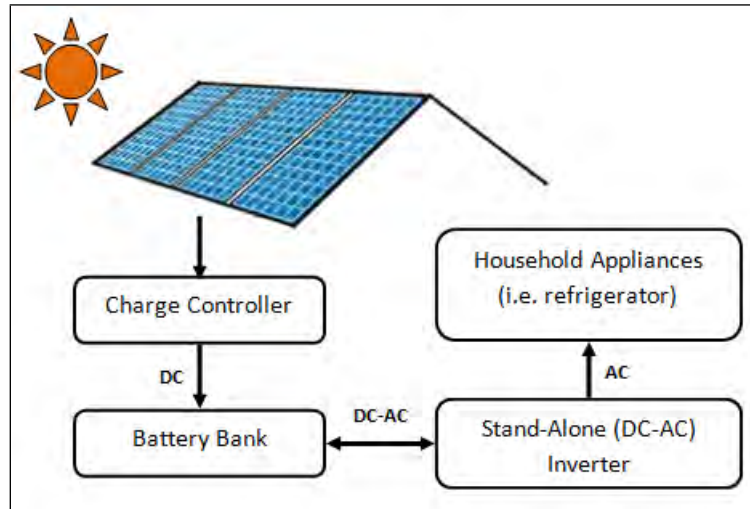 Charge Controller
DC
Battery Bank
DC-AC
Household Appliances
(i.e. refrigerator)
AC
Stand-Alone (DC-AC)
Inverter